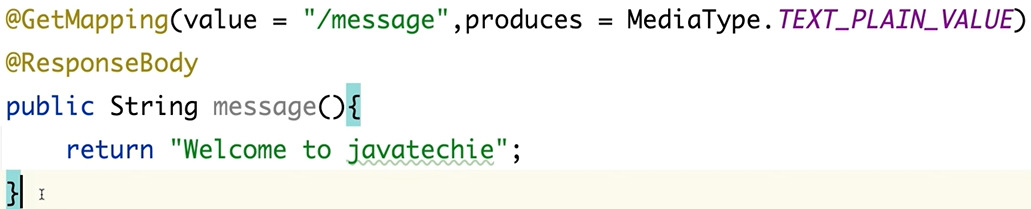 @GetMapping(value = "/message",produces = MediaType.TEXT_PLAIN_VALUE)
@ResponseBody
public String message(){
    return "Welcome to javatechie";
}